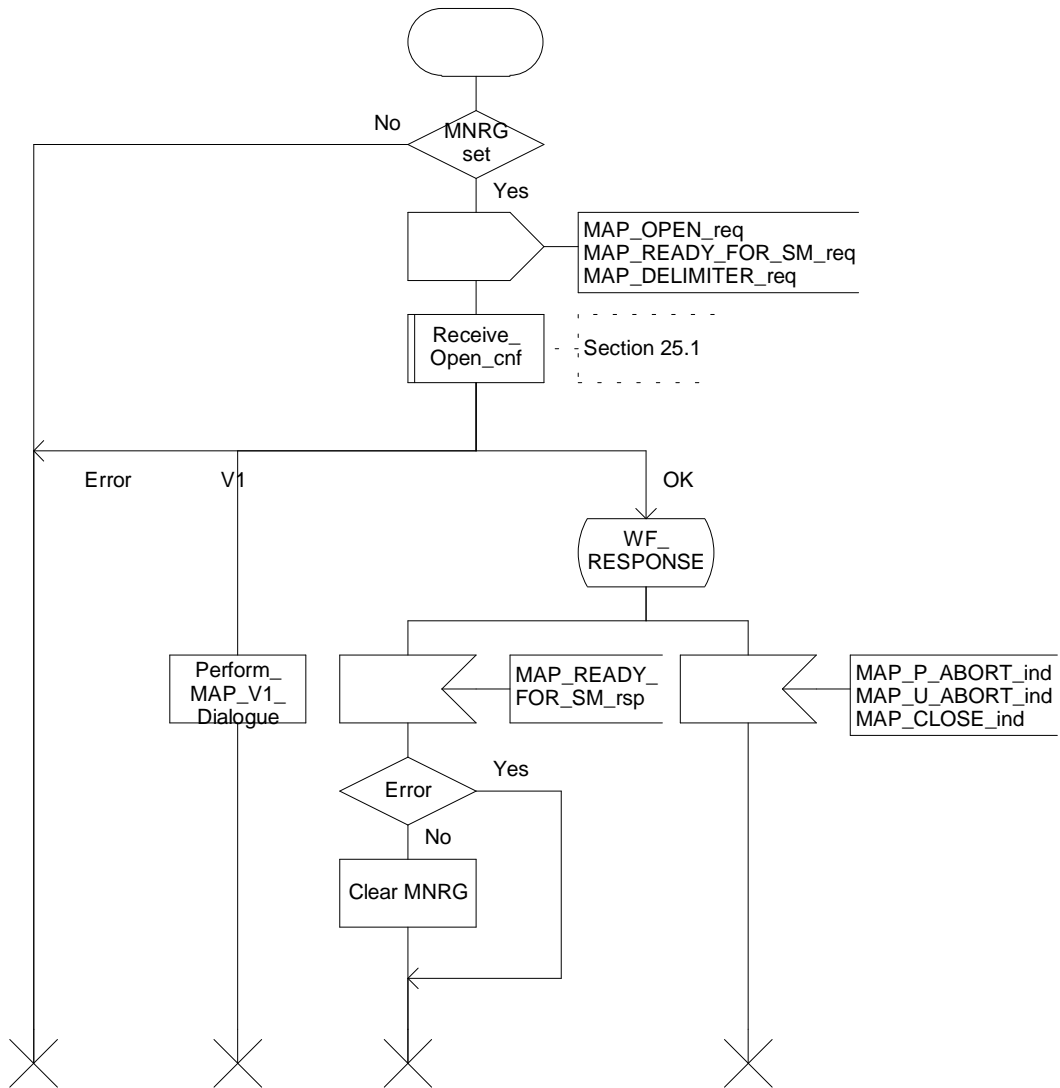 No
MNRG
set
Yes
MAP_OPEN_req
MAP_READY_FOR_SM_req
MAP_DELIMITER_req
Receive_
Open_cnf
Section 25.1
Error
V1
OK
WF_
RESPONSE
Perform_
MAP_V1_
Dialogue
MAP_READY_
FOR_SM_rsp
MAP_P_ABORT_ind
MAP_U_ABORT_ind
MAP_CLOSE_ind
Error
Yes
No
Clear MNRG